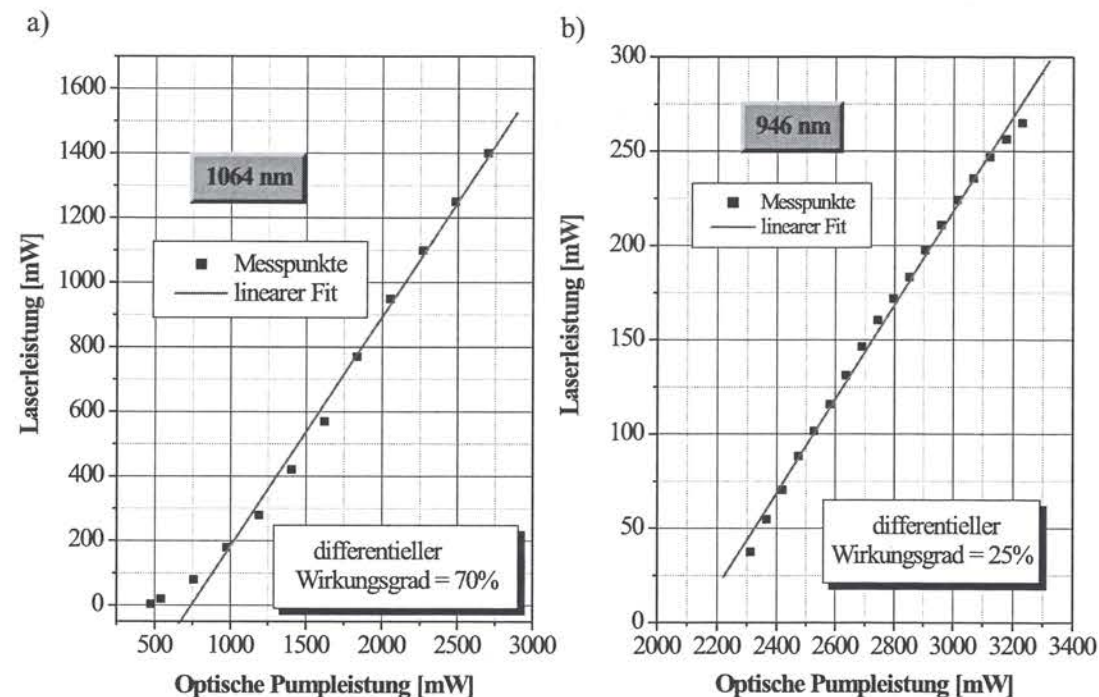 a)
1600
1400
1200
1000
800
600
400
200
0
Laserleistung [mW]
1064 nm
Messpunkte
linearer Fit
differentieller
Wirkungsgrad = 70%
500 1000 1500 2000 2500 3000
Optische Pumpleistung [mW]
b)
300
250
200
150
100
50
0
Laserleistung [mW]
946 nm
Messpunkte
linearer Fit
differentieller
Wirkungsgrad = 25%
2000 2200 2400 2600 2800 3000 3200 3400
Optische Pumpleistung [mW]